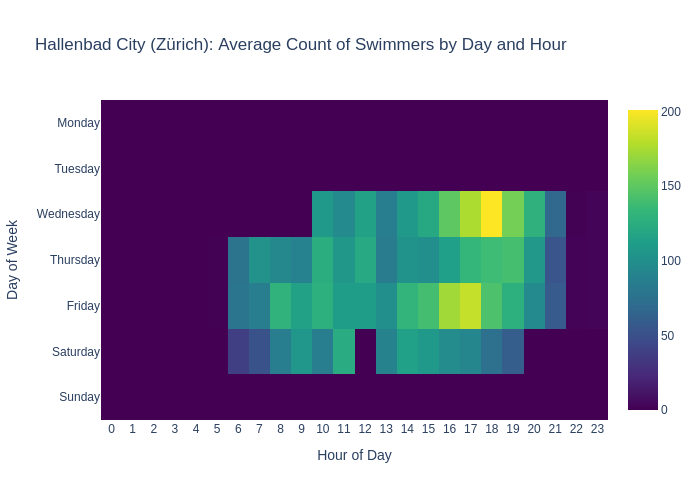 Hallenbad City (Zürich): Average Count of Swimmers by Day and Hour
Day of Week
Monday
Tuesday
Wednesday
Thursday
Friday
Saturday
Sunday
0 1 2 3 4 5 6 7 8 9 10 11 12 13 14 15 16 17 18 19 20 21 22 23
Hour of Day
200
150
100
50
0